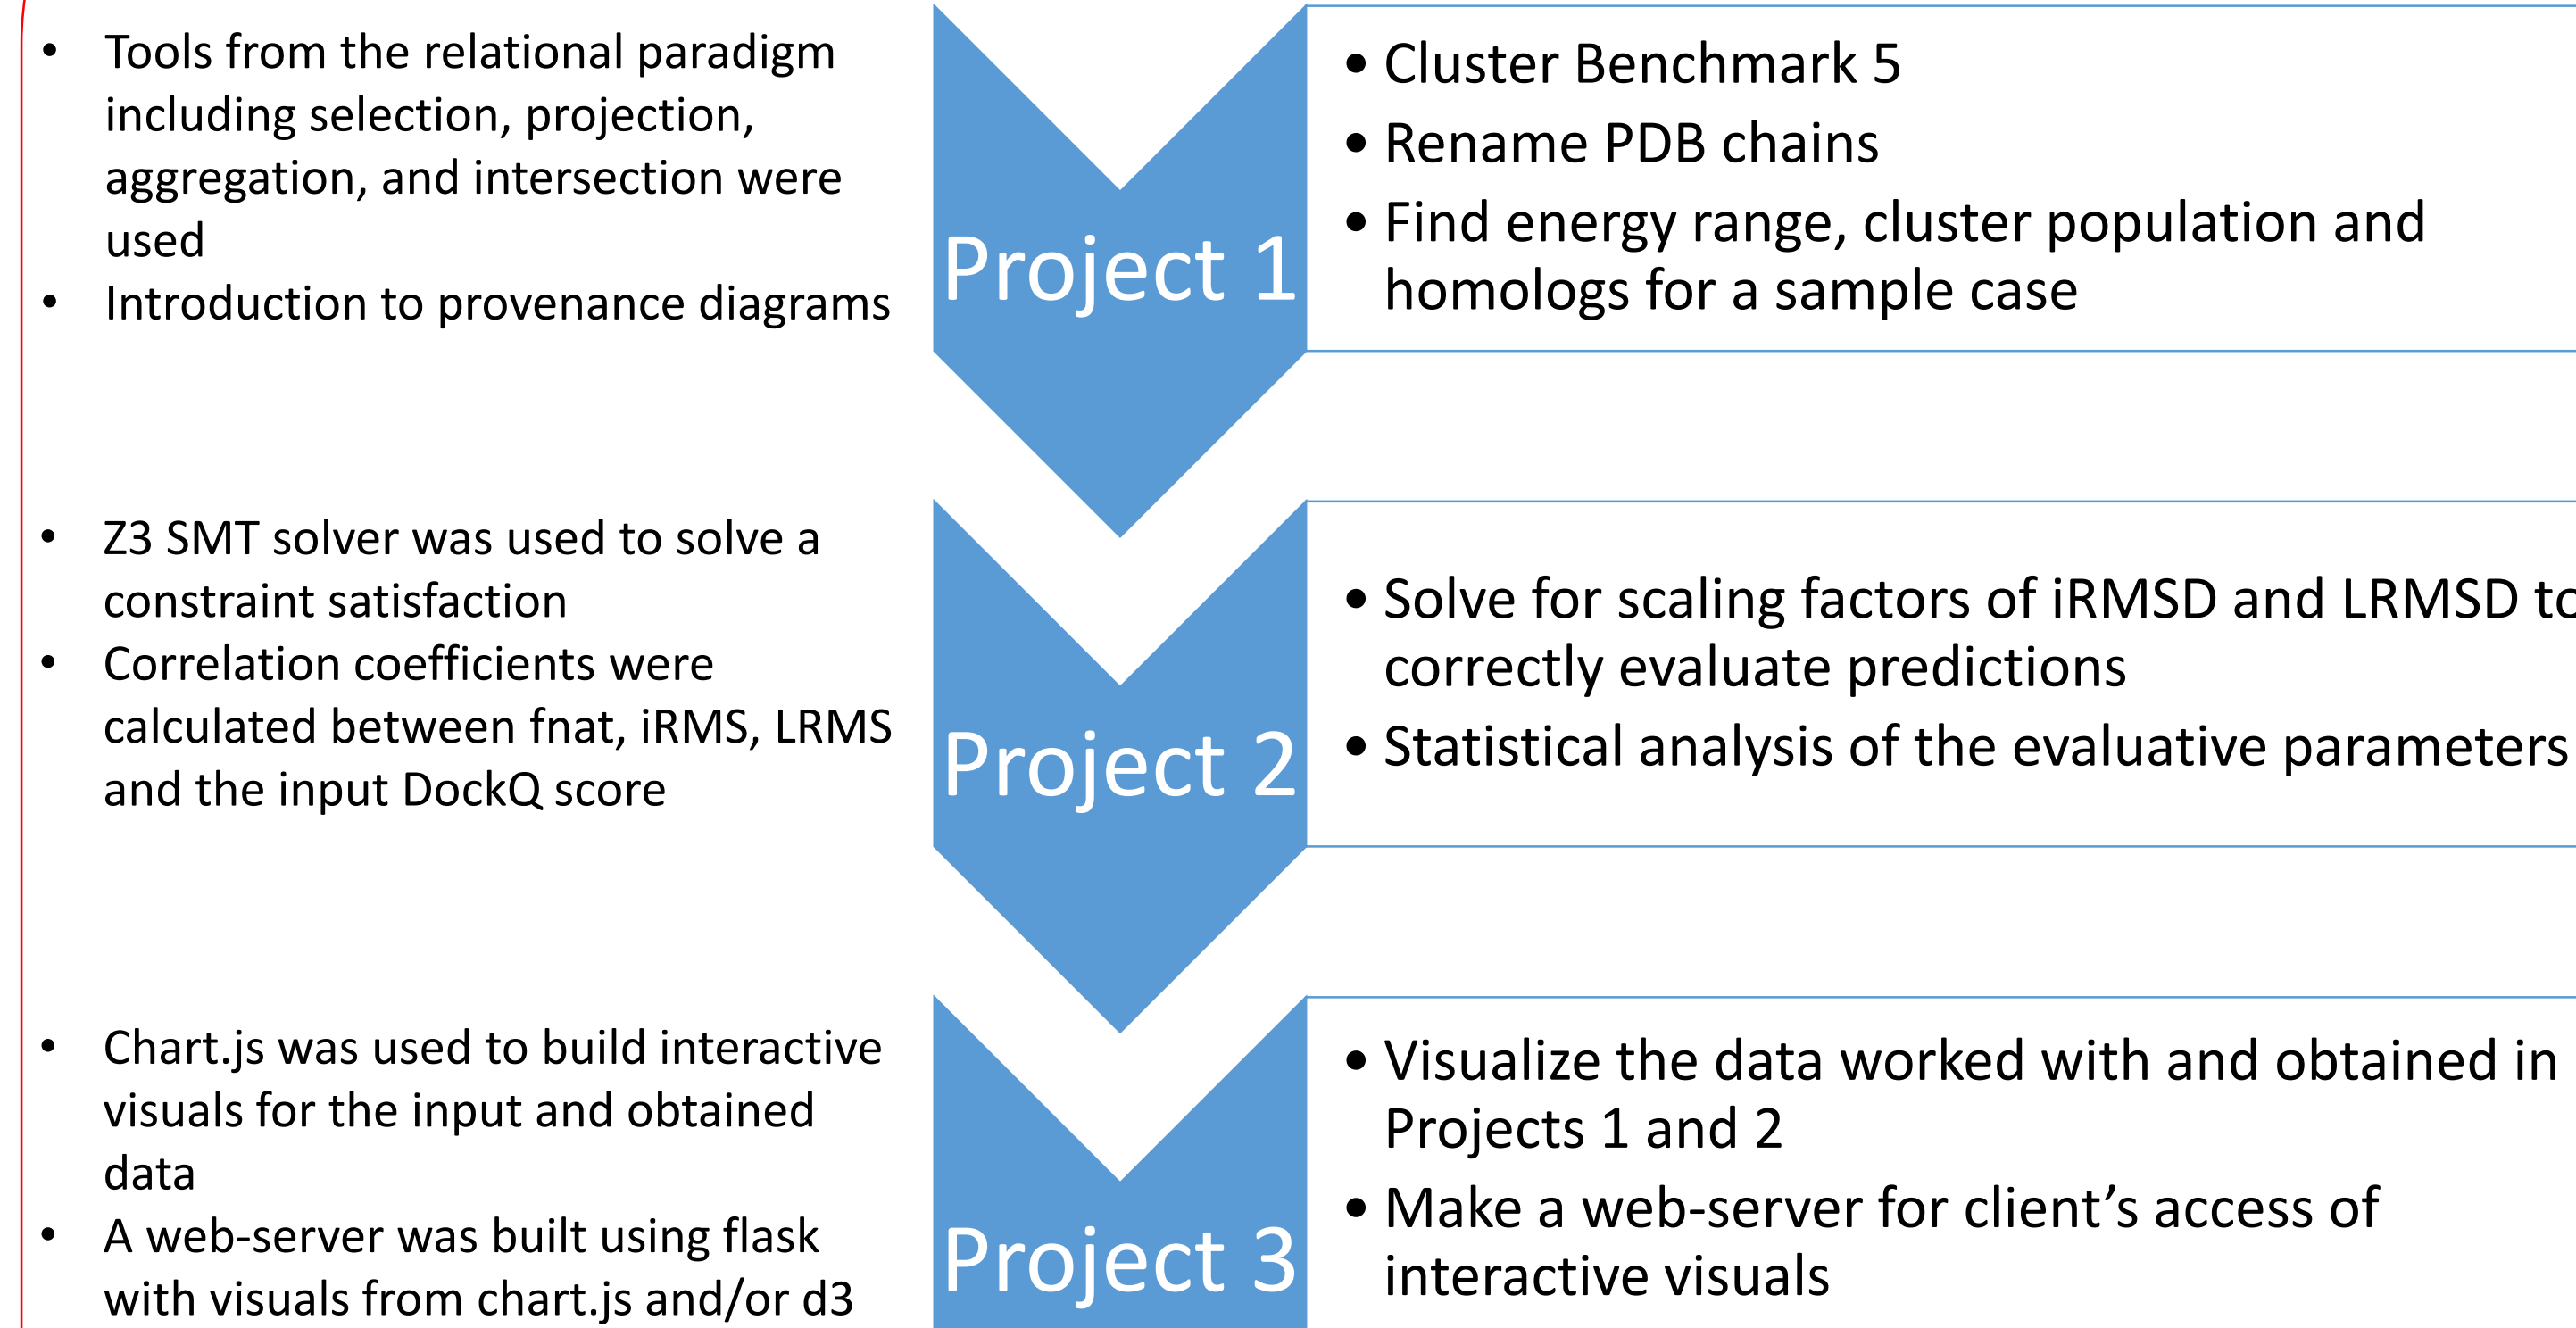 • Tools from the relational paradigm
including selection, projection,
aggregation, and intersection were
used
• Introduction to provenance diagrams
Project 1
• Cluster Benchmark 5
• Rename PDB chains
• Find energy range, cluster population and
homologs for a sample case
• Z3 SMT solver was used to solve a
constraint satisfaction
• Correlation coefficients were
calculated between fnat, iRMS, LRMS
and the input DockQ score
Project 2
• Solve for scaling factors of iRMSD and LRMSD to
correctly evaluate predictions
• Statistical analysis of the evaluative parameters
• Chart.js was used to build interactive
visuals for the input and obtained
data
• A web-server was built using flask
with visuals from chart.js and/or d3
Project 3
• Visualize the data worked with and obtained in
Projects 1 and 2
• Make a web-server for client’s access of
interactive visuals